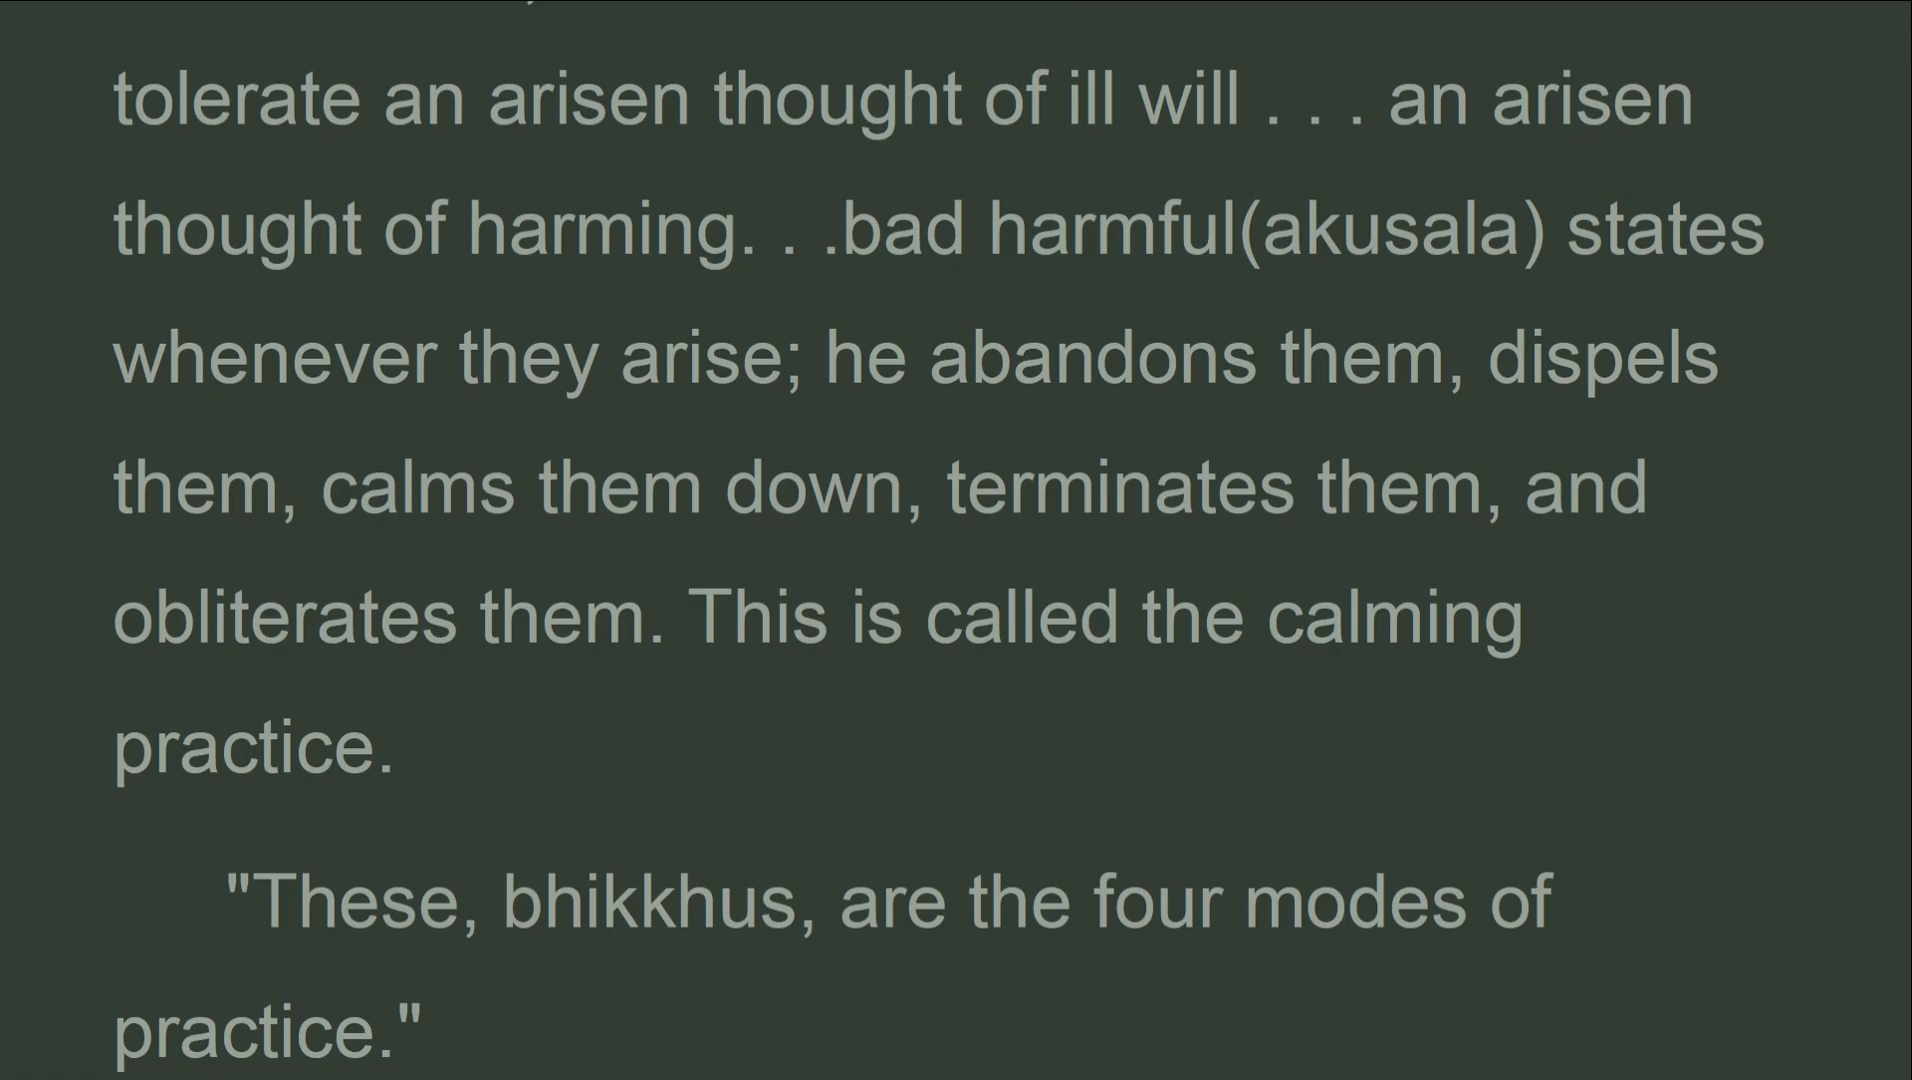 tolerate an arisen thought of ill will . . . an arisen
thought of harming. . .bad harmful(akusala) states
whenever they arise; he abandons them, dispels
them, calms them down, terminates them, and
obliterates them. This is called the calming
practice.
"These, bhikkhus, are the four modes of
practice."